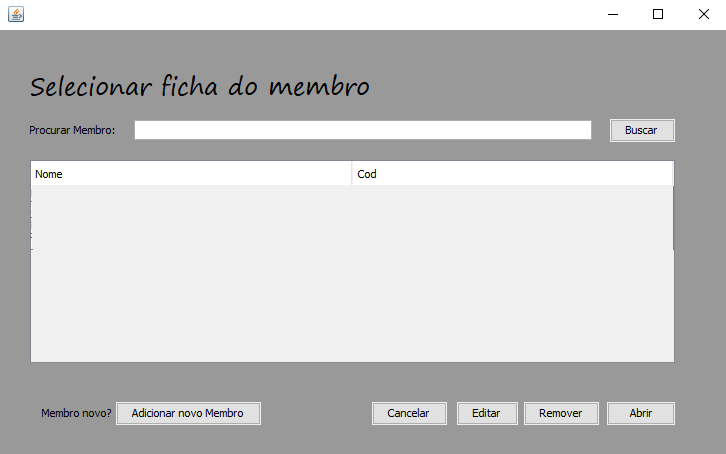 Selecionar ficha do membro
Procurar Membro: Buscar
Nome Cod
Membro novo? Adicionar novo Membro Cancelar Editar Remover Abrir